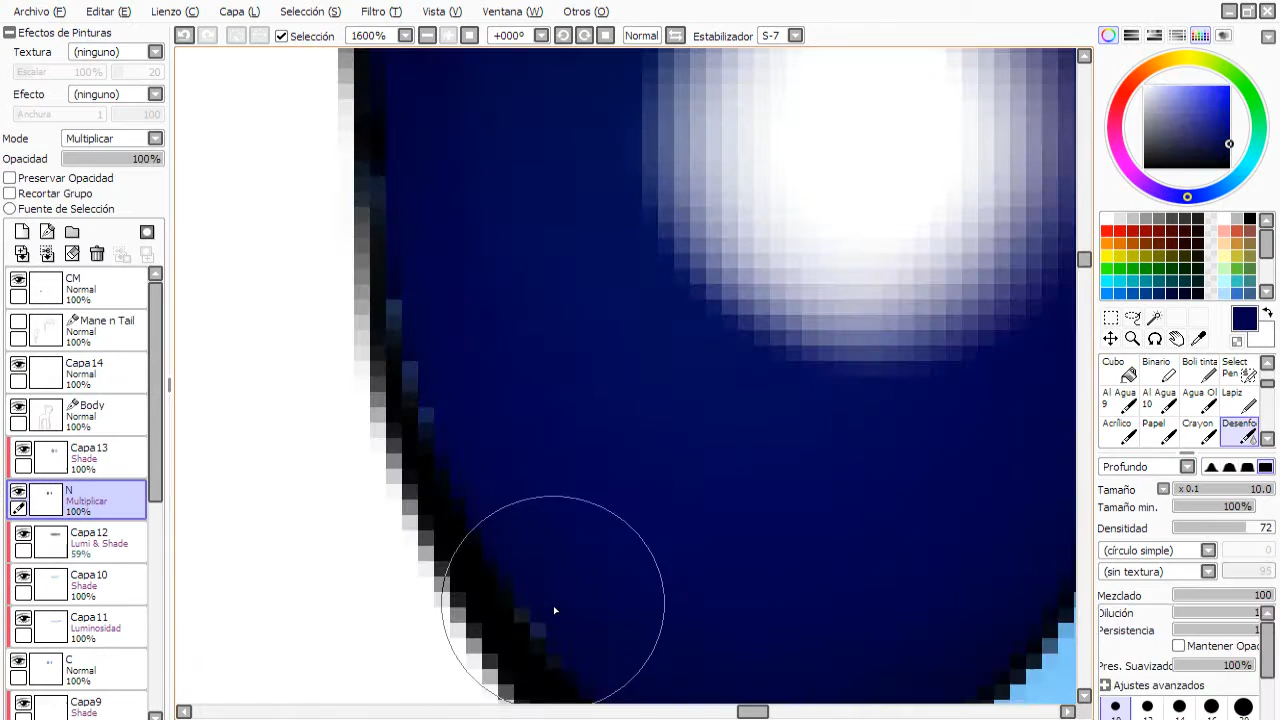 Archivo (F) Editar (E) Lienzo (C) Capa (L) Selección (S) Filtro (T) Vista (V) Ventana (W) Otros (O)
Efectos de Pinturas
Selección 1600% +000º Normal Estabilizador S-7
Textura (ninguno)
Escalar 100% 20
Efecto (ninguno)
Anchura 1 100
Mode Multiplicar
Opacidad 100%
Preservar Opacidad
Recortar Grupo
Fuente de Selección
CM
Normal
100%
Mane n Tail
Normal
100%
Capa14
Normal
100%
Body
Normal
100%
Capa13
Shade
100%
N
Multiplicar
100%
Capa12
Lumi & Shade
59%
Capa10
Shade
100%
Capa11
Luminosidad
100%
C
Normal
100%
Capa9
Shade
Cubo Binario Boli tinta Select Pen
Al Agua 9 Al Agua 10 Agua Ol Lapiz
Acrílico Papel Crayon Desenfo
Profundo
Tamaño x 0.1 10.0
Tamaño min. 100%
Densitidad 72
(círculo simple) 0
(sin textura) 95
Mezclado 100
Dilución 1
Persistencia 1
Mantener Opac
Pres. Suavizado 100%
Ajustes avanzados